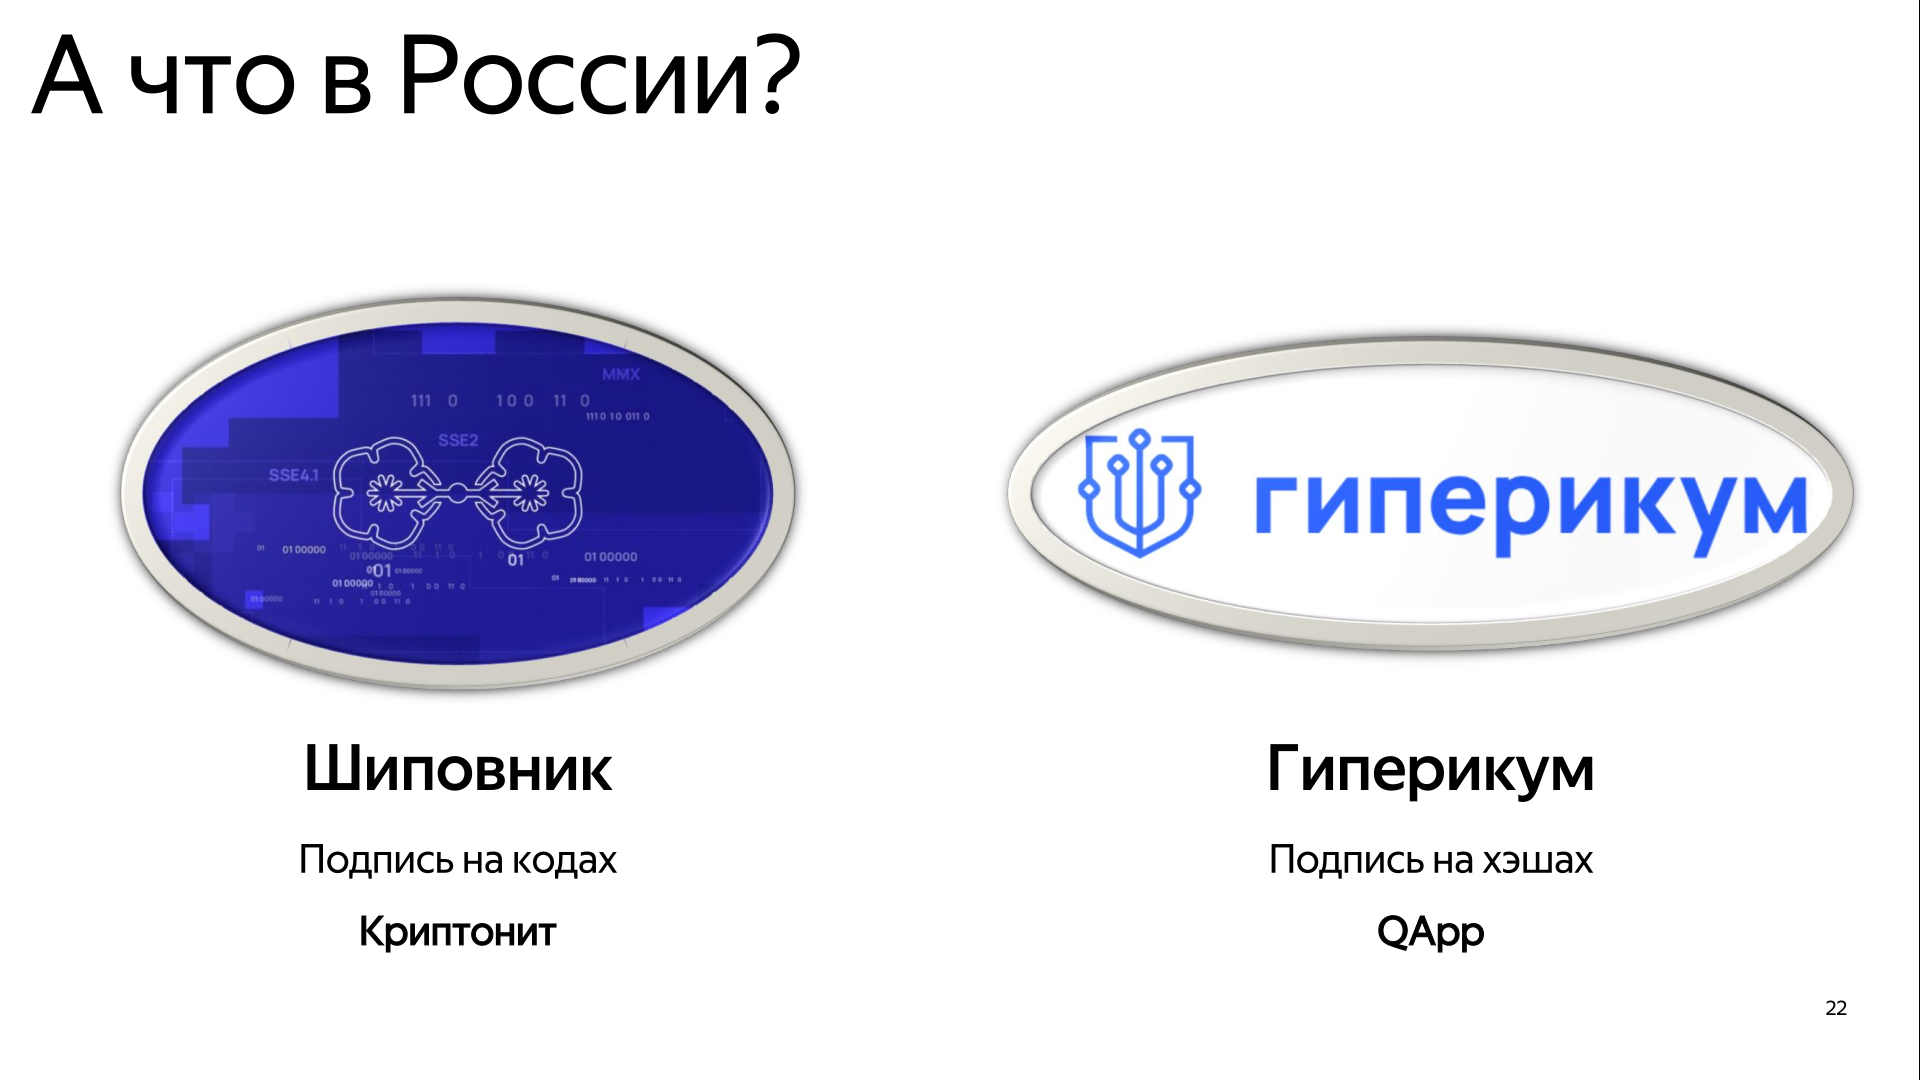 А что в России?
MMX
111 0 100 11 0
1110 10 011 0
SSE2
SSE4.1
01 0100000
01
01 00000
01
01 00000
гиперикум
Шиповник
Подпись на кодах
Криптонит
Гиперикум
Подпись на хэшах
QApp
22